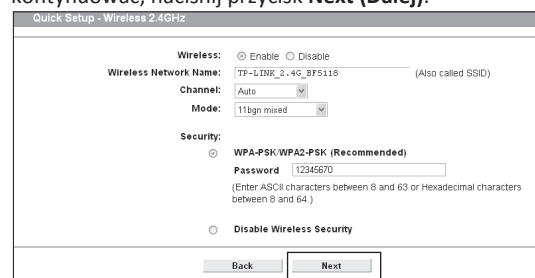 kontynuować, naciśnij przycisk Next (Dalej).
Quick Setup - Wireless 2.4GHz
Wireless: Enable Disable
Wireless Network Name: TP-LINK_2.4G_BF5118 (Also called SSID)
Channel: Auto
Mode: 11bgn mixed
Security:
WPA-PSK/WPA2-PSK (Recommended)
Password 12345670
(Enter ASCII characters between 8 and 63 or Hexadecimal characters
between 8 and 64.)
Disable Wireless Security
Back Next